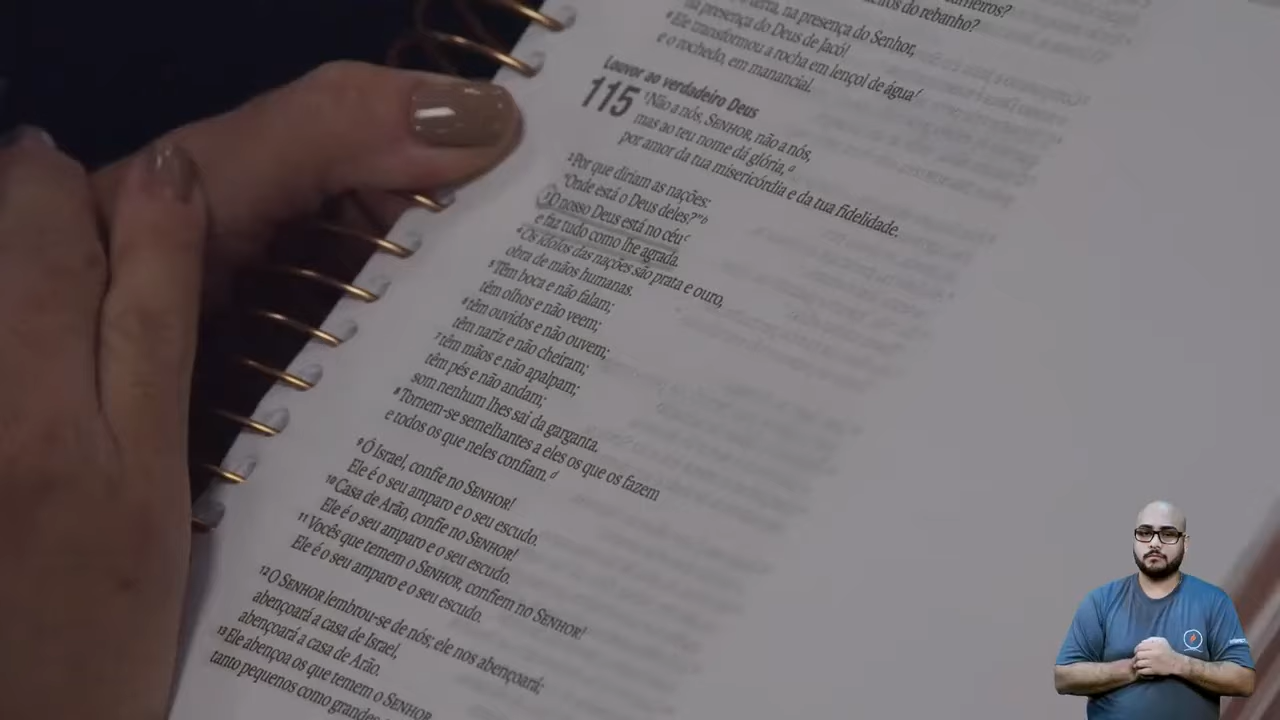 carneiros?
do rebanho?
terra, na presença do Senhor,
na presença do Deus de Jacó!
⁸Ele transformou a rocha em lençol de água ᶠ
e o rochedo, em manancial.
Louvor ao verdadeiro Deus
115 ¹Não a nós, SENHOR, não a nós,
mas ao teu nome dá glória, ᵃ
por amor da tua misericórdia e da tua fidelidade.
²Por que diriam as nações:
"Onde está o Deus deles?" ᵇ
³O nosso Deus está no céu ᶜ
e faz tudo como lhe agrada.
⁴Os ídolos das nações são prata e ouro,
obra de mãos humanas.
⁵Têm boca e não falam;
têm olhos e não veem;
⁶têm ouvidos e não ouvem;
têm nariz e não cheiram;
⁷têm mãos e não apalpam;
têm pés e não andam;
som nenhum lhes sai da garganta.
⁸Tornem-se semelhantes a eles os que os fazem
e todos os que neles confiam. ᵈ
⁹Ó Israel, confie no SENHOR!
Ele é o seu amparo e o seu escudo.
¹⁰Casa de Arão, confie no SENHOR!
Ele é o seu amparo e o seu escudo.
¹¹Vocês que temem o SENHOR, confiem no SENHOR!
Ele é o seu amparo e o seu escudo.
¹²O SENHOR lembrou-se de nós; ele nos abençoará;
abençoará a casa de Israel,
abençoará a casa de Arão.
¹³Ele abençoa os que temem o SENHOR
tanto pequenos como grandes